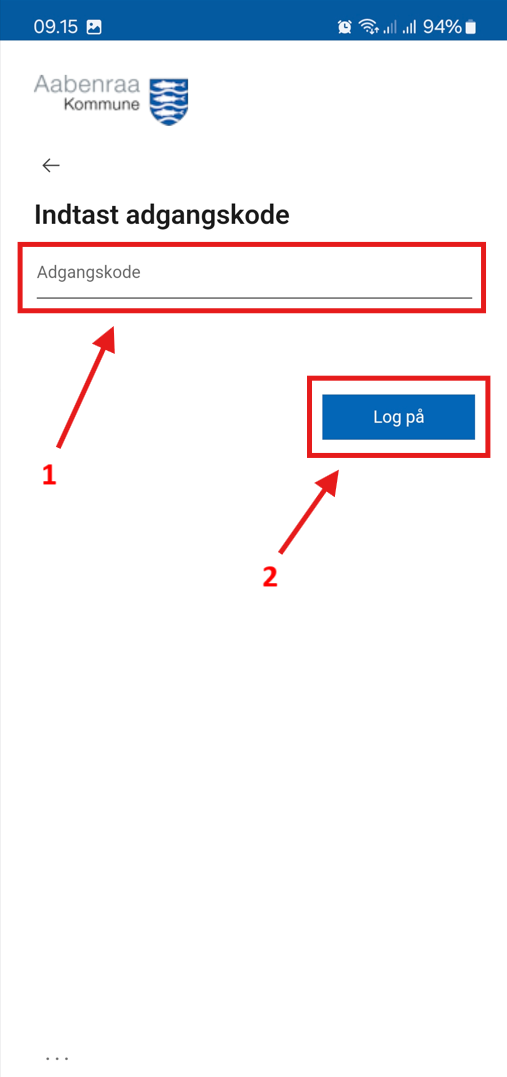 09.15
94%
Aabenraa
Kommune
Indtast adgangskode
Adgangskode
1
Log på
2
...